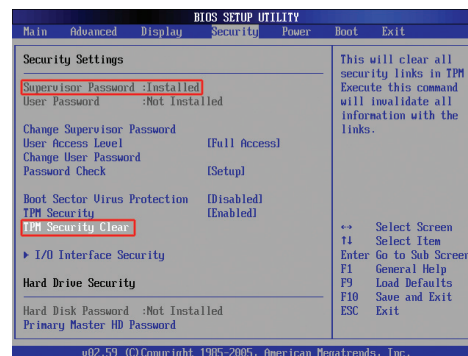 BIOS SETUP UTILITY
Main Advanced Display Security Power Boot Exit
Security Settings
Supervisor Password :Installed
User Password :Not Installed
Change Supervisor Password
User Access Level [Full Access]
Change User Password
Password Check [Setup]
Boot Sector Virus Protection [Disabled]
TPM Security [Enabled]
TPM Security Clear
▶ I/O Interface Security
Hard Drive Security
Hard Disk Password :Not Installed
Primary Master HD Password
This will clear all
security links in TPM
Execute this command
will invalidate all
information with the
links.
↔ Select Screen
↑↓ Select Item
Enter Go to Sub Screen
F1 General Help
F9 Load Defaults
F10 Save and Exit
ESC Exit
v02.59 (C)Copyright 1985-2005, American Megatrends, Inc.